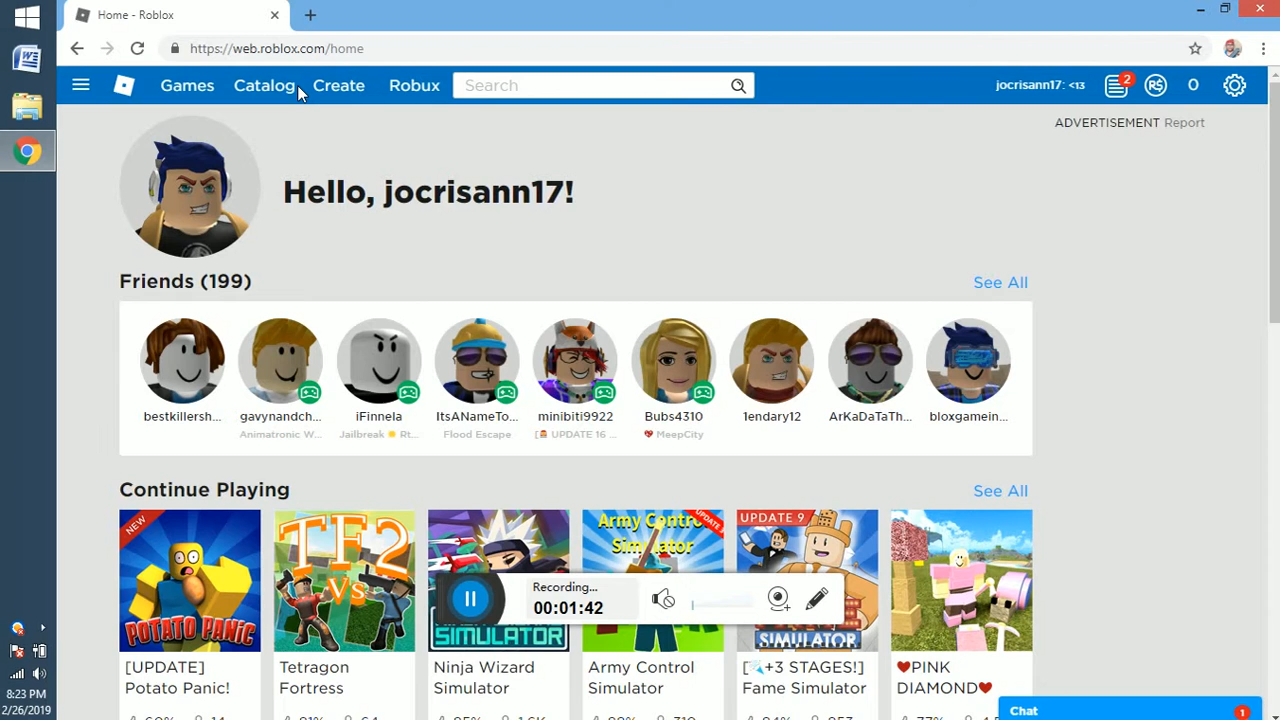 Home - Roblox
https://web.roblox.com/home
Games Catalog Create Robux Search jocrisann17: <13 2 R$ 0
ADVERTISEMENT Report
Hello, jocrisann17!
Friends (199) See All
bestkillersh... gavynandch... iFinnela ItsANameTo... minibiti9922 Bubs4310 1endary12 ArKaDaTaTh... bloxgamein...
Animatronic W... Jailbreak Rt... Flood Escape [ UPDATE 16 ... MeepCity
Continue Playing See All
NEW
POTATO PANIC
TF2
Vs
SIMULATOR
Army Control
Simulator
UPDATE 9
SIMULATOR
Recording...
00:01:42
[UPDATE] Tetragon Ninja Wizard Army Control [+3 STAGES!] PINK
Potato Panic! Fortress Simulator Simulator Fame Simulator DIAMOND
Chat 1
8:23 PM
2/26/2019